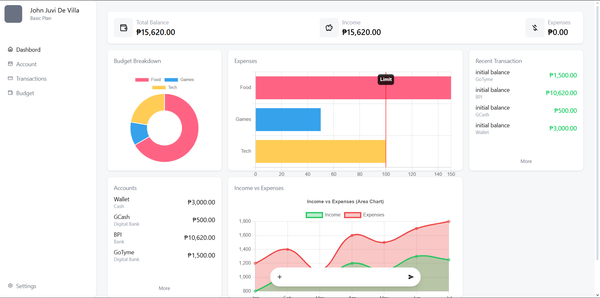 John Juvi De Villa
Basic Plan
Dashbord
Account
Transactions
Budget
Settings
Total Balance
₱15,620.00
Income
₱15,620.00
Expenses
₱0.00
Budget Breakdown
Food
Games
Tech
Expenses
Limit
Food
Games
Tech
0 20 40 60 80 100 120 140 150
Recent Transaction
initial balance
GoTyme
₱1,500.00
initial balance
BPI
₱10,620.00
initial balance
GCash
₱500.00
initial balance
Wallet
₱3,000.00
More
Accounts
Wallet
Cash
₱3,000.00
GCash
Digital Bank
₱500.00
BPI
Bank
₱10,620.00
GoTyme
Digital Bank
₱1,500.00
More
Income vs Expenses
Income vs Expenses (Area Chart)
Income
Expenses
1,800
1,600
1,400
1,200
1,000
800